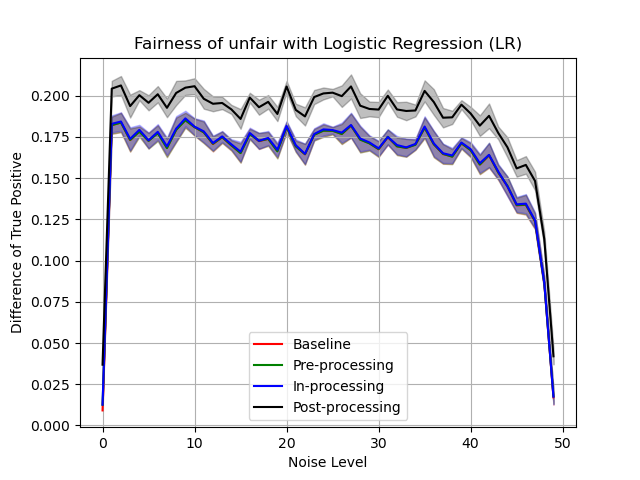 Fairness of unfair with Logistic Regression (LR)
Difference of True Positive
0.200
0.175
0.150
0.125
0.100
0.075
0.050
0.025
0.000
Baseline
Pre-processing
In-processing
Post-processing
0 10 20 30 40 50
Noise Level